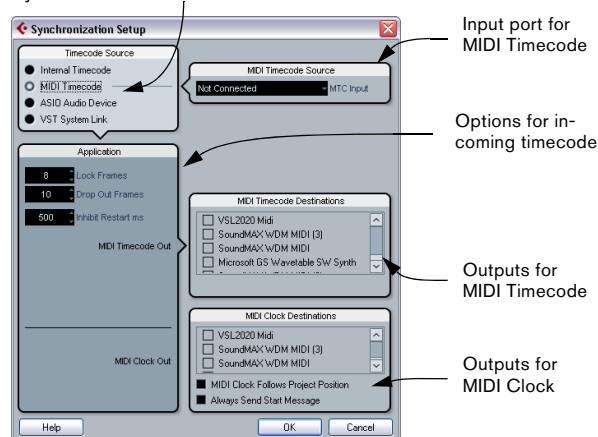 Synchronization Setup
Timecode Source
Internal Timecode
MIDI Timecode
ASIO Audio Device
VST System Link
MIDI Timecode Source
Not Connected
MTC Input
Input port for
MIDI Timecode
Application
8 Lock Frames
10 Drop Out Frames
500 Inhibit Restart ms
MIDI Timecode Out
MIDI Clock Out
Options for in-
coming timecode
MIDI Timecode Destinations
VSL2020 Midi
SoundMAX WDM MIDI (3)
SoundMAX WDM MIDI
Microsoft GS Wavetable SW Synth
Outputs for
MIDI Timecode
MIDI Clock Destinations
VSL2020 Midi
SoundMAX WDM MIDI (3)
SoundMAX WDM MIDI
MIDI Clock Follows Project Position
Always Send Start Message
Outputs for
MIDI Clock
Help
OK
Cancel